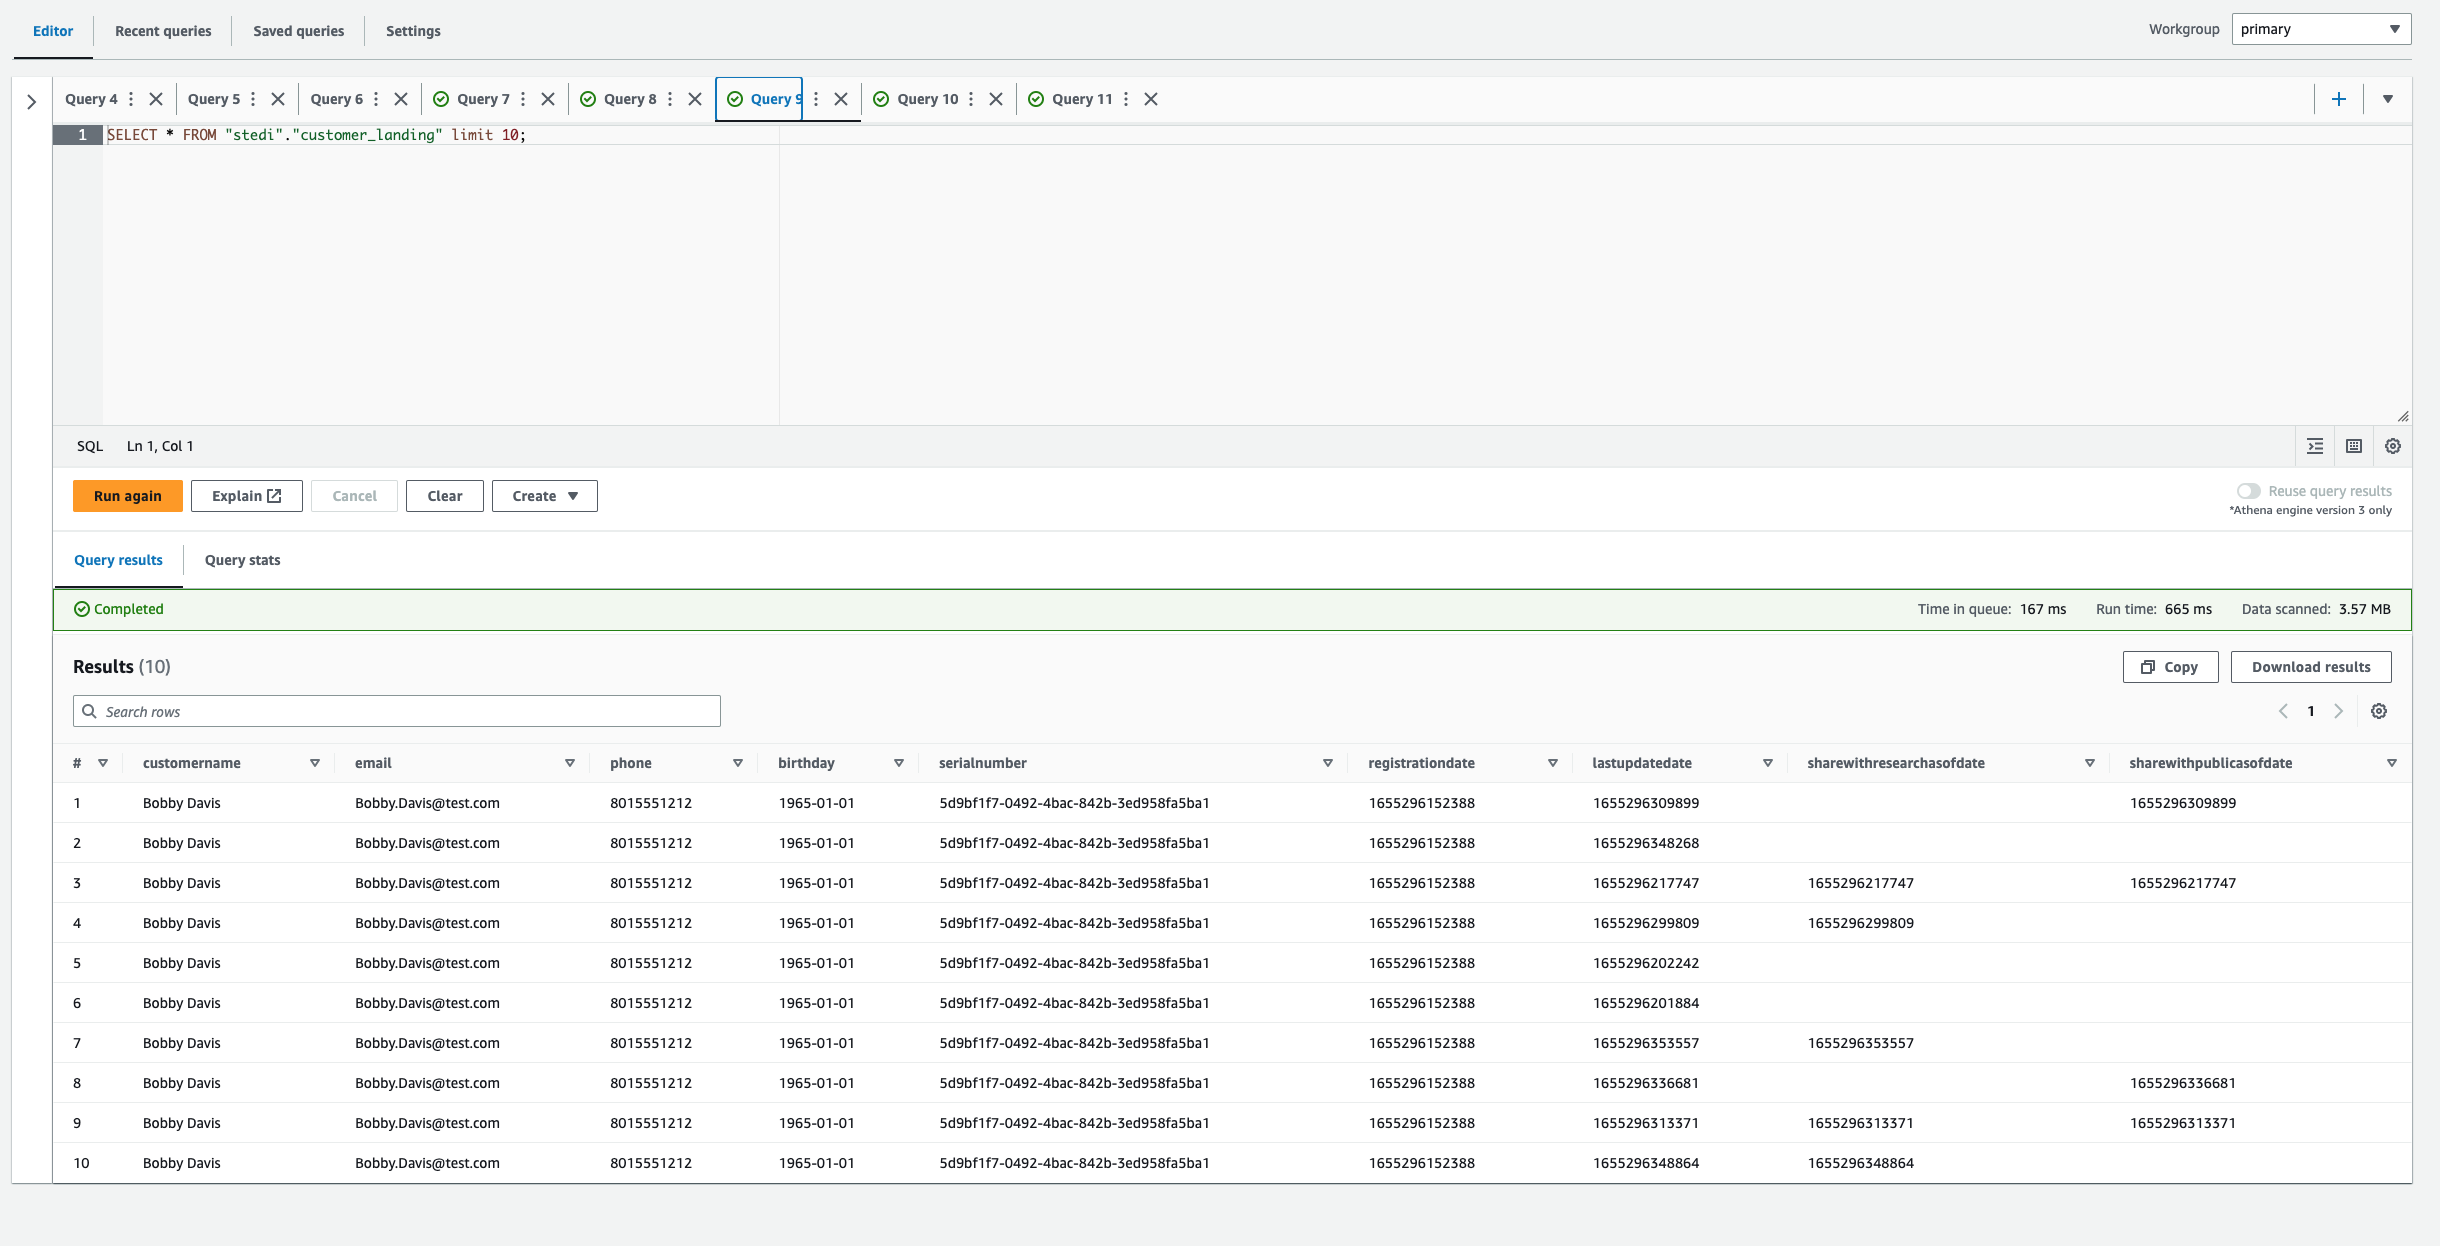 Editor Recent queries Saved queries Settings Workgroup primary
Query 4 Query 5 Query 6 Query 7 Query 8 Query 9 Query 10 Query 11
1 SELECT * FROM "stedi"."customer_landing" limit 10;
SQL Ln 1, Col 1
Run again Explain Cancel Clear Create Reuse query results
*Athena engine version 3 only
Query results Query stats
Completed Time in queue: 167 ms Run time: 665 ms Data scanned: 3.57 MB
Results (10) Copy Download results
Search rows 1
# customername email phone birthday serialnumber registrationdate lastupdatedate sharewithresearchasofdate sharewithpublicasofdate
1 Bobby Davis Bobby.Davis@test.com 8015551212 1965-01-01 5d9bf1f7-0492-4bac-842b-3ed958fa5ba1 1655296152388 1655296309899 1655296309899
2 Bobby Davis Bobby.Davis@test.com 8015551212 1965-01-01 5d9bf1f7-0492-4bac-842b-3ed958fa5ba1 1655296152388 1655296348268
3 Bobby Davis Bobby.Davis@test.com 8015551212 1965-01-01 5d9bf1f7-0492-4bac-842b-3ed958fa5ba1 1655296152388 1655296217747 1655296217747 1655296217747
4 Bobby Davis Bobby.Davis@test.com 8015551212 1965-01-01 5d9bf1f7-0492-4bac-842b-3ed958fa5ba1 1655296152388 1655296299809 1655296299809
5 Bobby Davis Bobby.Davis@test.com 8015551212 1965-01-01 5d9bf1f7-0492-4bac-842b-3ed958fa5ba1 1655296152388 1655296202242
6 Bobby Davis Bobby.Davis@test.com 8015551212 1965-01-01 5d9bf1f7-0492-4bac-842b-3ed958fa5ba1 1655296152388 1655296201884
7 Bobby Davis Bobby.Davis@test.com 8015551212 1965-01-01 5d9bf1f7-0492-4bac-842b-3ed958fa5ba1 1655296152388 1655296353557 1655296353557
8 Bobby Davis Bobby.Davis@test.com 8015551212 1965-01-01 5d9bf1f7-0492-4bac-842b-3ed958fa5ba1 1655296152388 1655296336681 1655296336681
9 Bobby Davis Bobby.Davis@test.com 8015551212 1965-01-01 5d9bf1f7-0492-4bac-842b-3ed958fa5ba1 1655296152388 1655296313371 1655296313371 1655296313371
10 Bobby Davis Bobby.Davis@test.com 8015551212 1965-01-01 5d9bf1f7-0492-4bac-842b-3ed958fa5ba1 1655296152388 1655296348864 1655296348864